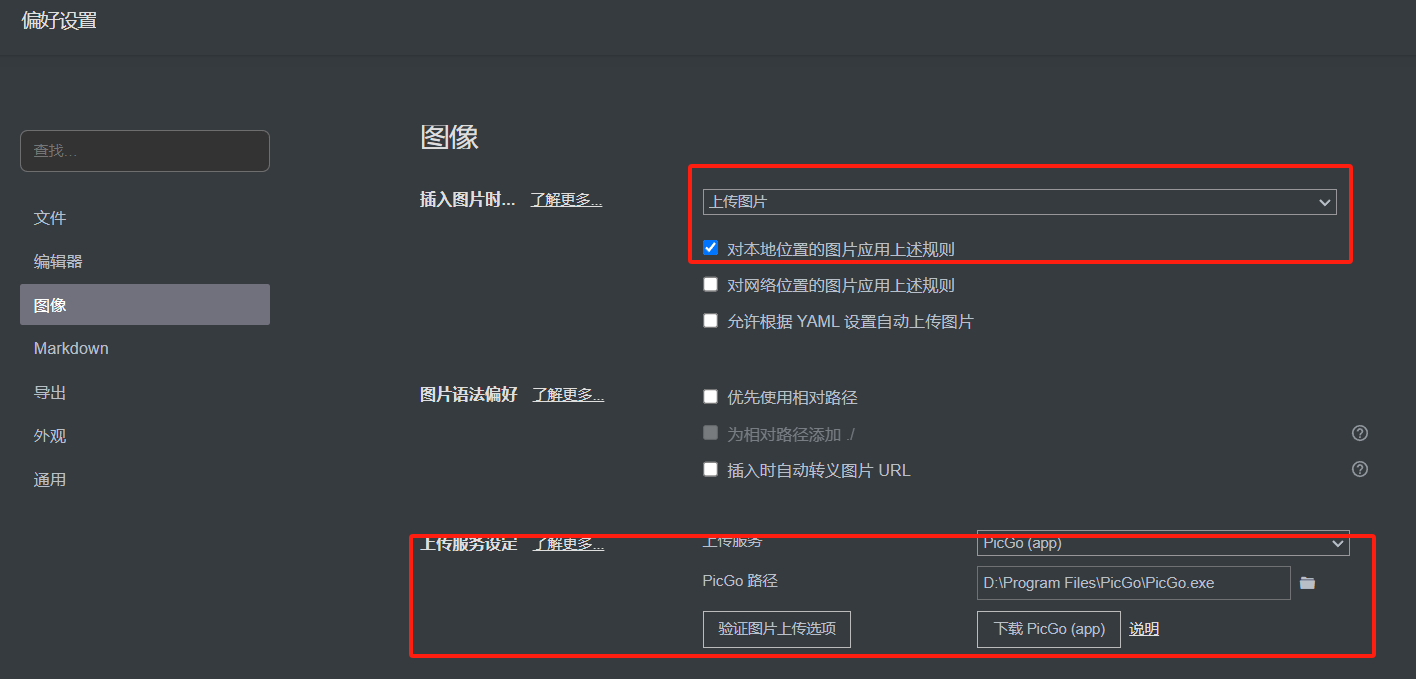 偏好设置
查找...
文件
编辑器
图像
Markdown
导出
外观
通用
图像
插入图片时... 了解更多...
上传图片
对本地位置的图片应用上述规则
对网络位置的图片应用上述规则
允许根据 YAML 设置自动上传图片
图片语法偏好 了解更多...
优先使用相对路径
为相对路径添加 ./
插入时自动转义图片 URL
上传服务设定 了解更多...
上传服务 PicGo (app)
PicGo 路径 D:\Program Files\PicGo\PicGo.exe
验证图片上传选项 下载 PicGo (app) 说明